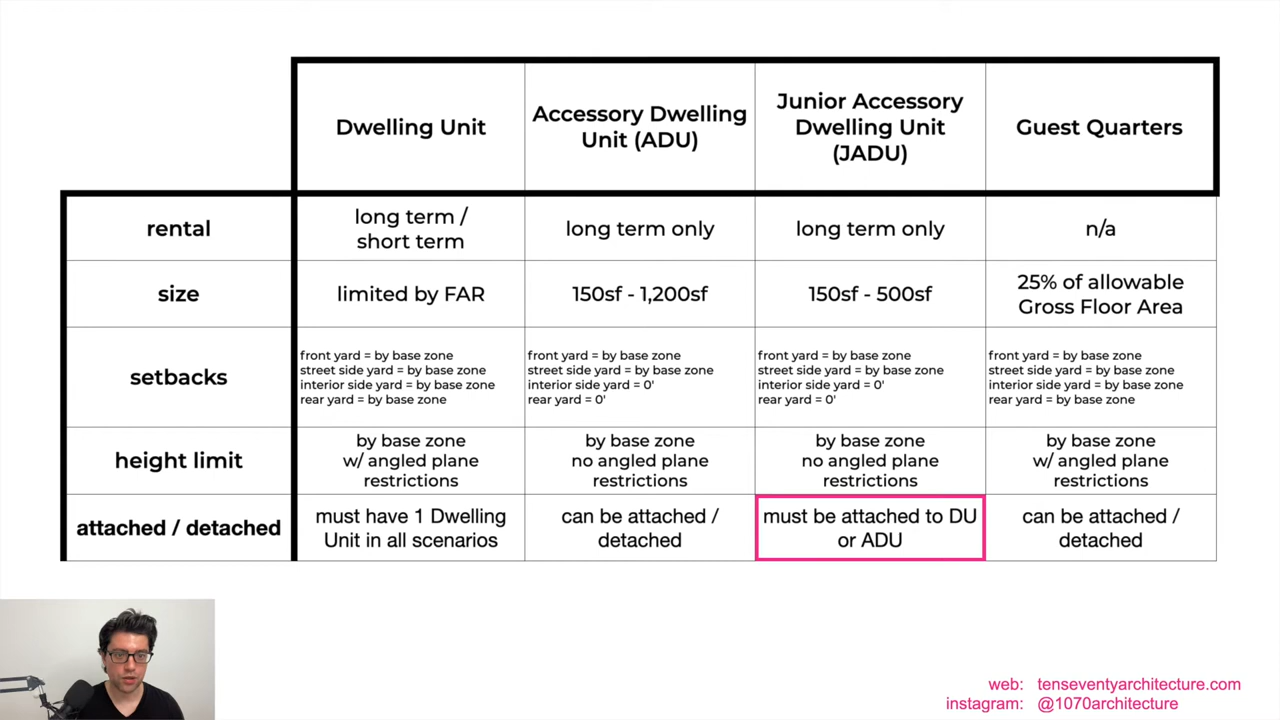 Dwelling Unit
Accessory Dwelling
Unit (ADU)
Junior Accessory
Dwelling Unit
(JADU)
Guest Quarters
rental
long term /
short term
long term only
long term only
n/a
size
limited by FAR
150sf - 1,200sf
150sf - 500sf
25% of allowable
Gross Floor Area
setbacks
front yard = by base zone
street side yard = by base zone
interior side yard = by base zone
rear yard = by base zone
front yard = by base zone
street side yard = by base zone
interior side yard = 0'
rear yard = 0'
front yard = by base zone
street side yard = by base zone
interior side yard = 0'
rear yard = 0'
front yard = by base zone
street side yard = by base zone
interior side yard = by base zone
rear yard = by base zone
height limit
by base zone
w/ angled plane
restrictions
by base zone
no angled plane
restrictions
by base zone
no angled plane
restrictions
by base zone
w/ angled plane
restrictions
attached / detached
must have 1 Dwelling
Unit in all scenarios
can be attached /
detached
must be attached to DU
or ADU
can be attached /
detached
web: tenseventyarchitecture.com
instagram: @1070architecture